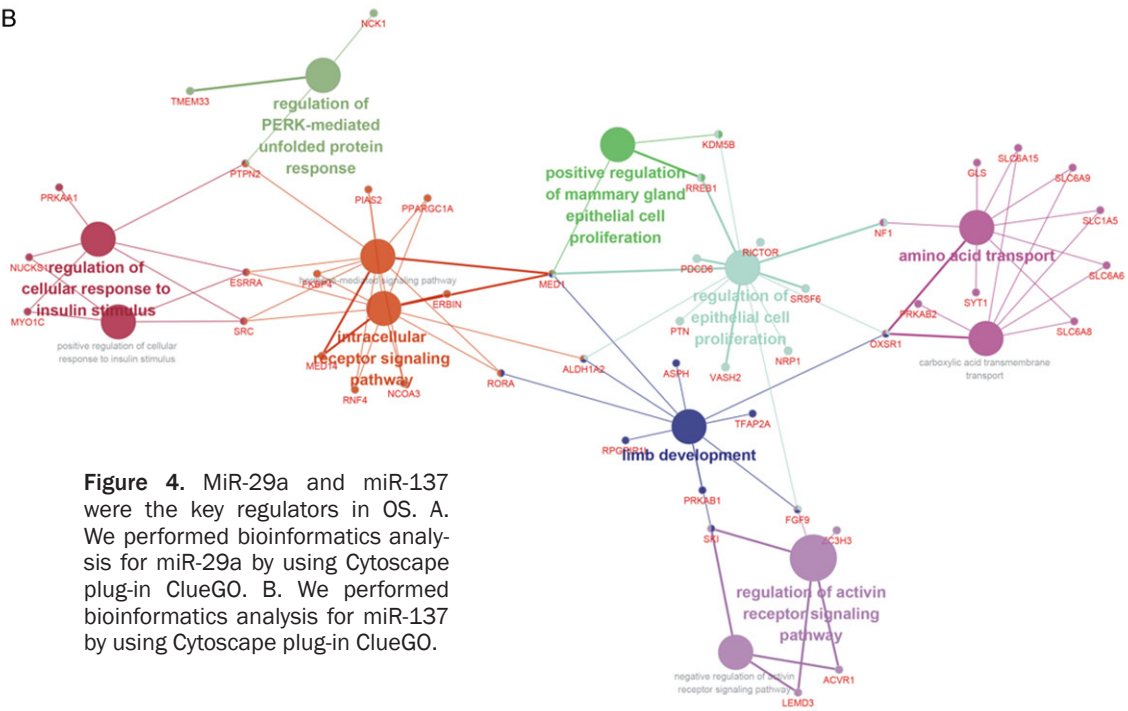 B
NCK1
TMEM33
regulation of
PERK-mediated
unfolded protein
response
KDM5B
positive regulation
of mammary gland
epithelial cell
proliferation
RREB1
PTPN2
PRKAA1
PIAS2
PPARGC1A
SLC6A15
GLS
SLC6A9
SLC1A5
NF1
RICTOR
PDCD6
amino acid transport
NUCKS1
regulation of
cellular response to
insulin stimulus
ESRRA
hormone-mediated signaling pathway
MED1
SLC6A6
SYT1
SRSF6
ERBIN
regulation of
epithelial cell
proliferation
PRKAB2
MYO1C
SRC
PTN
SLC6A8
OXSR1
positive regulation of cellular
response to insulin stimulus
intracellular
receptor signaling
pathway
MED14
NRP1
carboxylic acid transmembrane
transport
ALDH1A2
ASPH
VASH2
RORA
RNF4
NCOA3
TFAP2A
limb development
PRKAB1
FGF9
SKI
ZC3H3
regulation of activin
receptor signaling
pathway
negative regulation of activin
receptor signaling pathway
ACVR1
LEMD3
Figure 4. MiR-29a and miR-137
were the key regulators in OS. A.
We performed bioinformatics analy-
sis for miR-29a by using Cytoscape
plug-in ClueGO. B. We performed
bioinformatics analysis for miR-137
by using Cytoscape plug-in ClueGO.